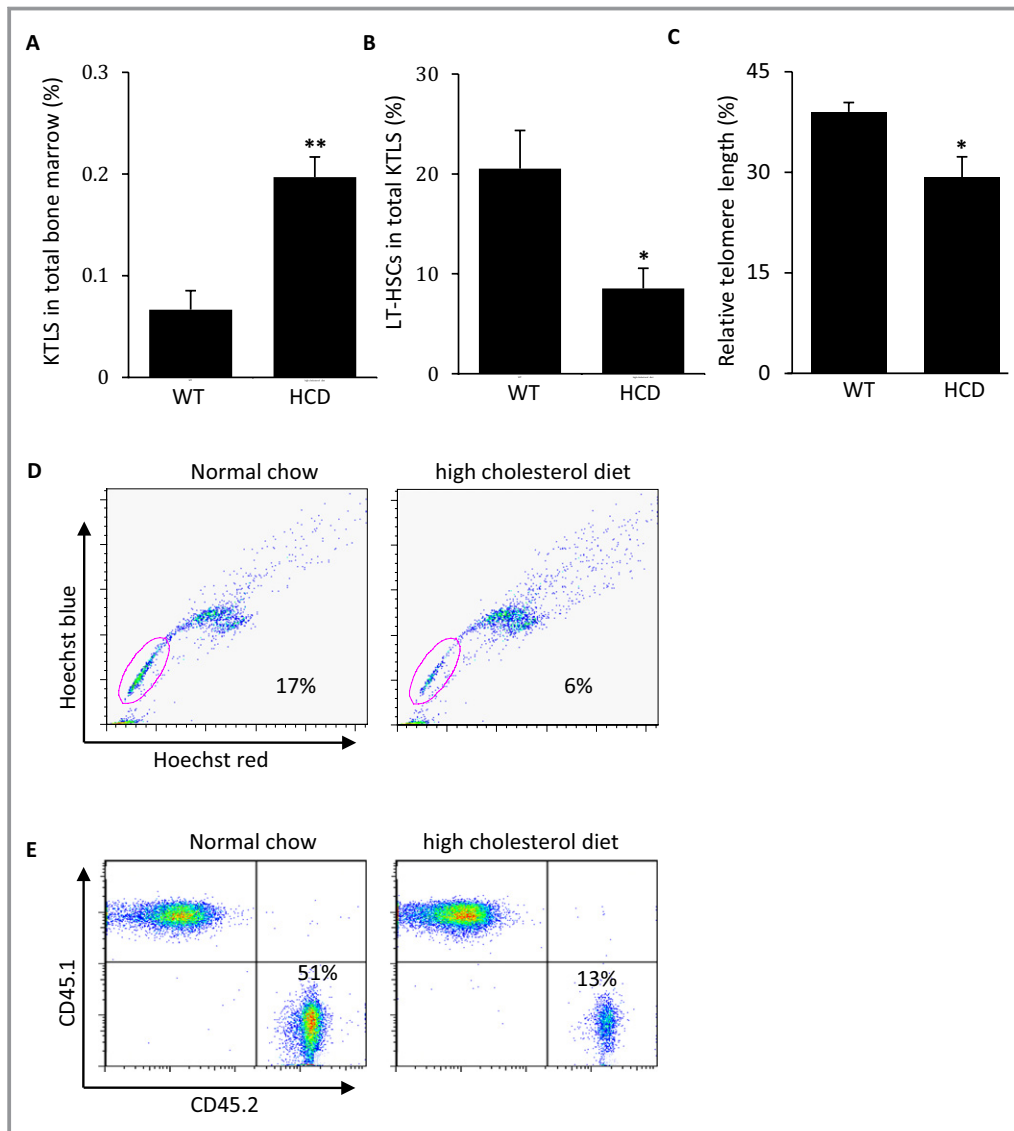 A
KTLS in total bone marrow (%)
0.3
0.2
0.1
0
**
WT
HCD
B
LT-HSCs in total KTLS (%)
30
20
10
0
*
WT
HCD
C
Relative telomere length (%)
45
30
15
0
*
WT
HCD
D
Normal chow
high cholesterol diet
Hoechst blue
17%
6%
Hoechst red
E
Normal chow
high cholesterol diet
CD45.1
51%
13%
CD45.2